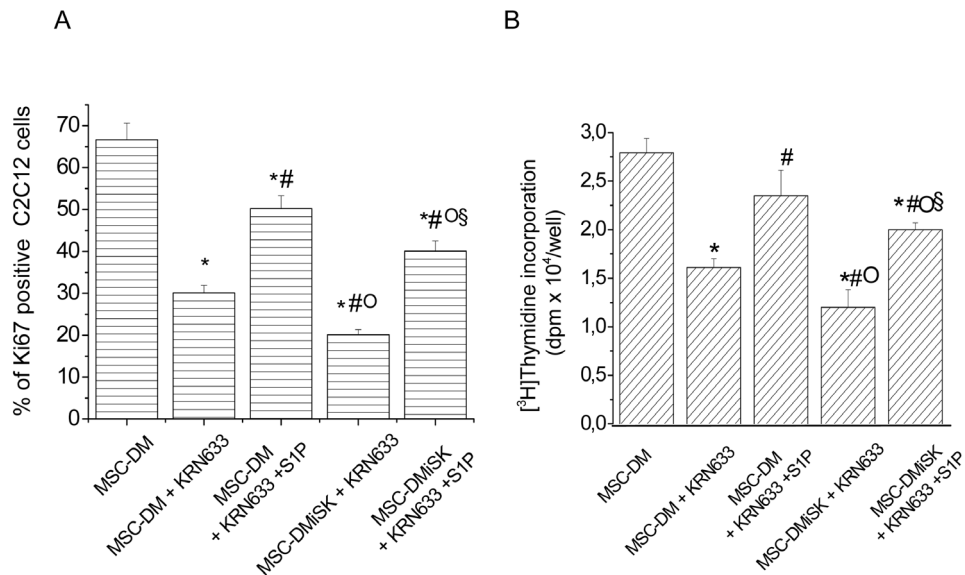 A
% of Ki67 positive C2C12 cells
70
60
50
40
30
20
10
0
*
*#
*#O
*#O§
MSC-DM
MSC-DM + KRN633
MSC-DM
+ KRN633 +S1P
MSC-DMiSK + KRN633
MSC-DMiSK
+ KRN633 +S1P
B
[³H]Thymidine incorporation
(dpm x 10⁴/well)
3,0
2,5
2,0
1,5
1,0
0,5
0,0
*
#
*#O
*#O§
MSC-DM
MSC-DM + KRN633
MSC-DM
+ KRN633 +S1P
MSC-DMiSK + KRN633
MSC-DMiSK
+ KRN633 +S1P